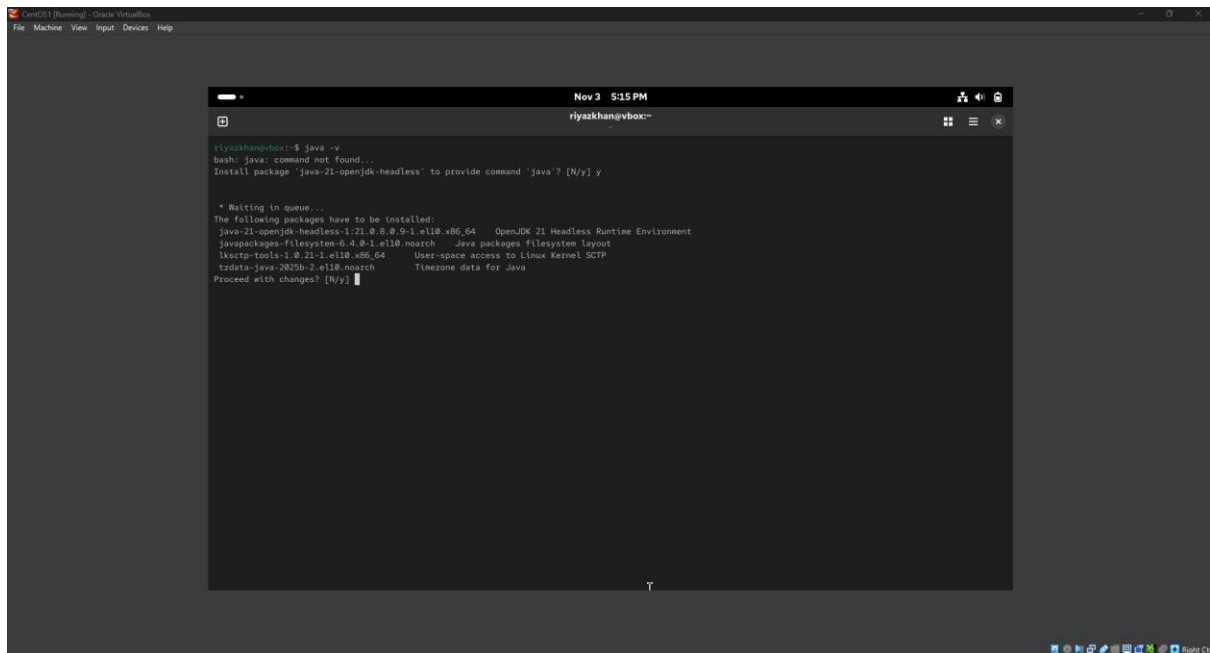 CentOS1 [Running] - Oracle VirtualBox
File Machine View Input Devices Help
Nov 3 5:15 PM
riyazkhan@vbox:~
~
riyazkhan@vbox:~$ java -v
bash: java: command not found...
Install package 'java-21-openjdk-headless' to provide command 'java'? [N/y] y
* Waiting in queue...
The following packages have to be installed:
java-21-openjdk-headless-1:21.0.8.0.9-1.el10.x86_64 OpenJDK 21 Headless Runtime Environment
javapackages-filesystem-6.4.0-1.el10.noarch Java packages filesystem layout
lksctp-tools-1.0.21-1.el10.x86_64 User-space access to Linux Kernel SCTP
tzdata-java-2025b-2.el10.noarch Timezone data for Java
Proceed with changes? [N/y]
Right Ct